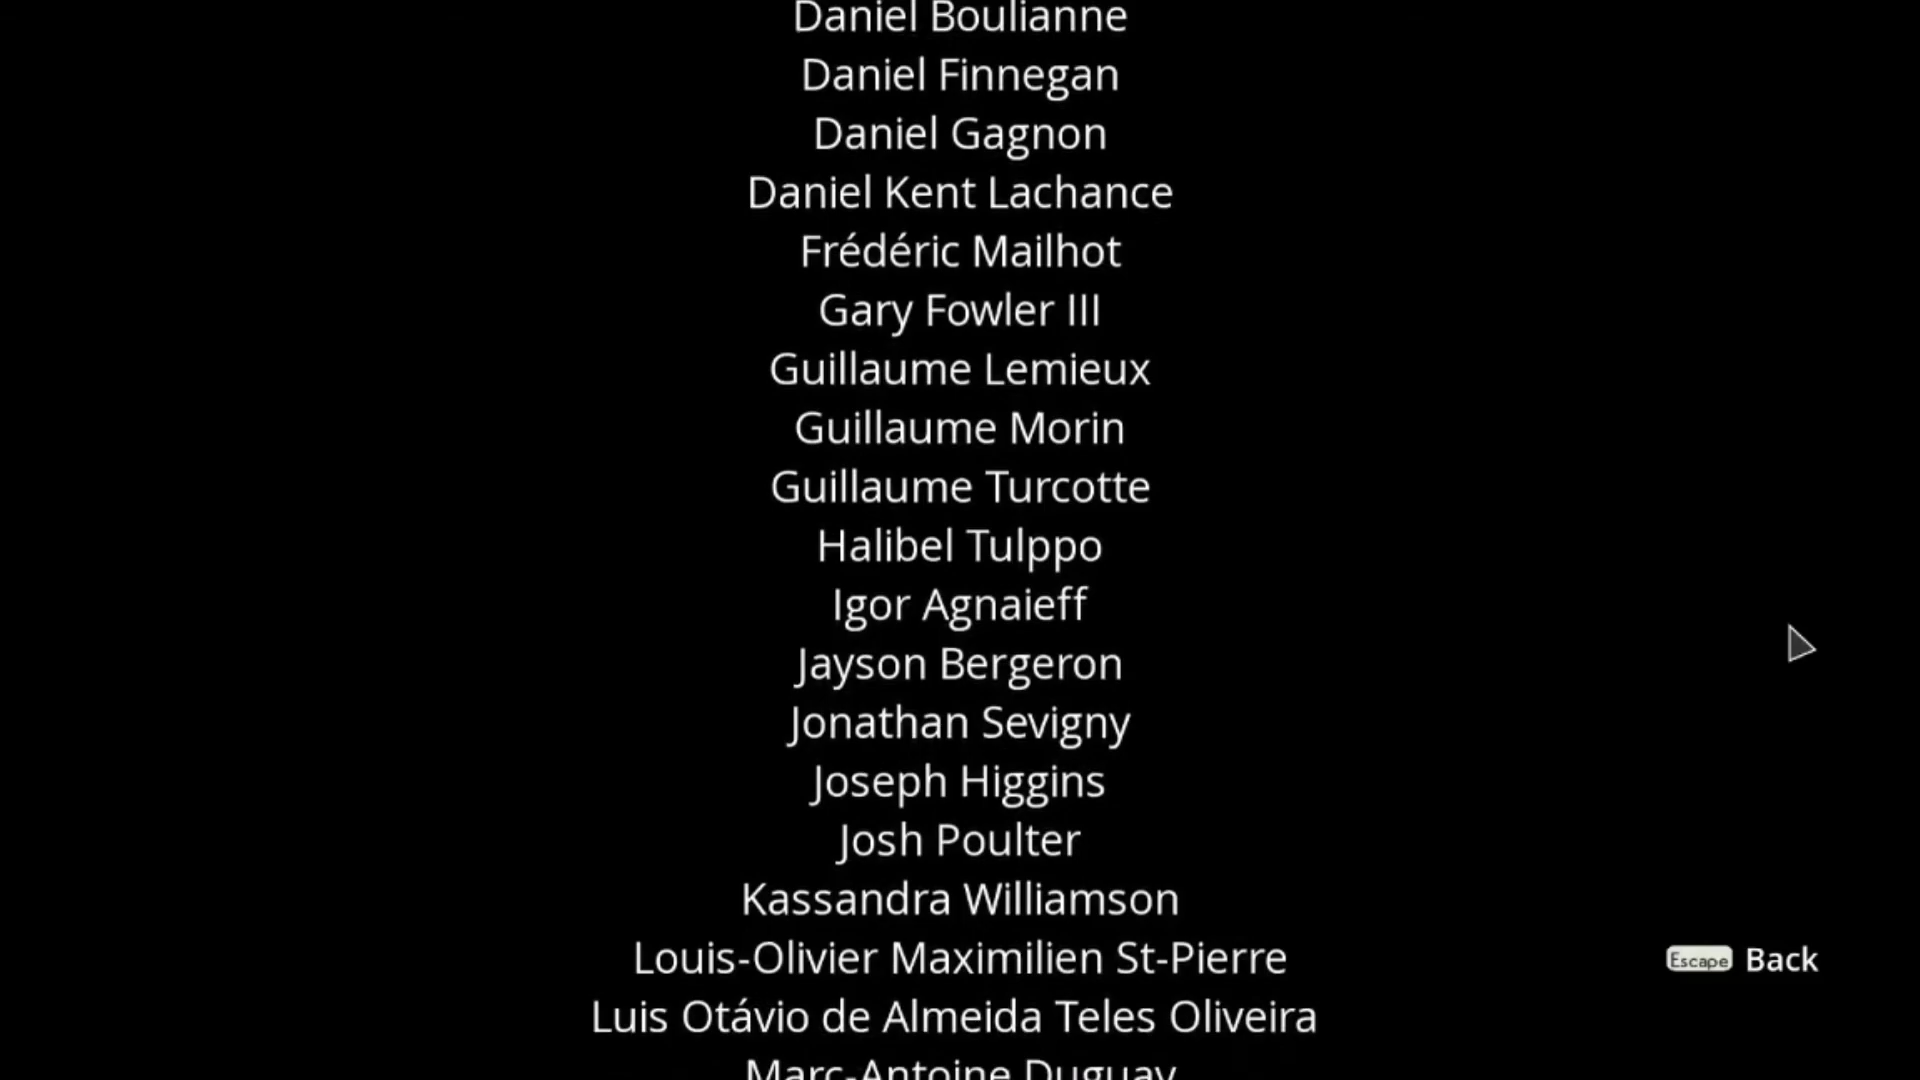 Daniel Boulianne
Daniel Finnegan
Daniel Gagnon
Daniel Kent Lachance
Frédéric Mailhot
Gary Fowler III
Guillaume Lemieux
Guillaume Morin
Guillaume Turcotte
Halibel Tulppo
Igor Agnaieff
Jayson Bergeron
Jonathan Sevigny
Joseph Higgins
Josh Poulter
Kassandra Williamson
Louis-Olivier Maximilien St-Pierre
Escape Back
Luis Otávio de Almeida Teles Oliveira
Marc-Antoine Duguay